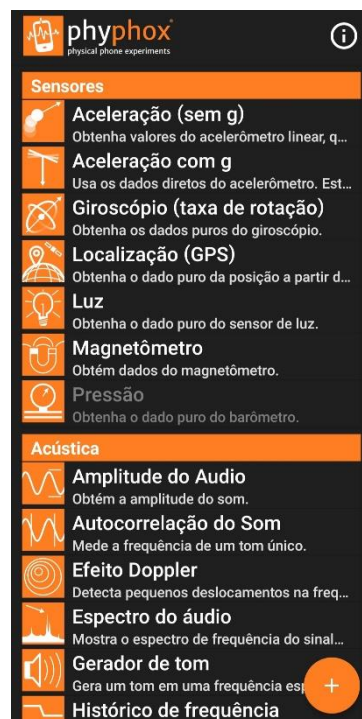 phyphox
physical phone experiments
Sensores
Aceleração (sem g)
Obtenha valores do acelerômetro linear, q...
Aceleração com g
Usa os dados diretos do acelerômetro. Est...
Giroscópio (taxa de rotação)
Obtenha os dados puros do giroscópio.
Localização (GPS)
Obtenha o dado puro da posição a partir d...
Luz
Obtenha o dado puro do sensor de luz.
Magnetômetro
Obtém dados do magnetômetro.
Pressão
Obtenha o dado puro do barômetro.
Acústica
Amplitude do Audio
Obtém a amplitude do som.
Autocorrelação do Som
Mede a frequência de um tom único.
Efeito Doppler
Detecta pequenos deslocamentos na freq...
Espectro do áudio
Mostra o espectro de frequência do sinal...
Gerador de tom
Gera um tom em uma frequência
Histórico de frequência